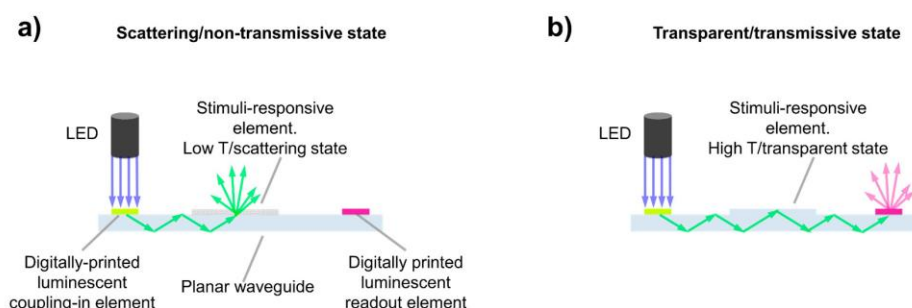 a)
Scattering/non-transmissive state
LED
Stimuli-responsive
element.
Low T/scattering state
Digitally-printed
luminescent
coupling-in element
Planar waveguide
Digitally printed
luminescent
readout element
b)
Transparent/transmissive state
LED
Stimuli-responsive
element.
High T/transparent state